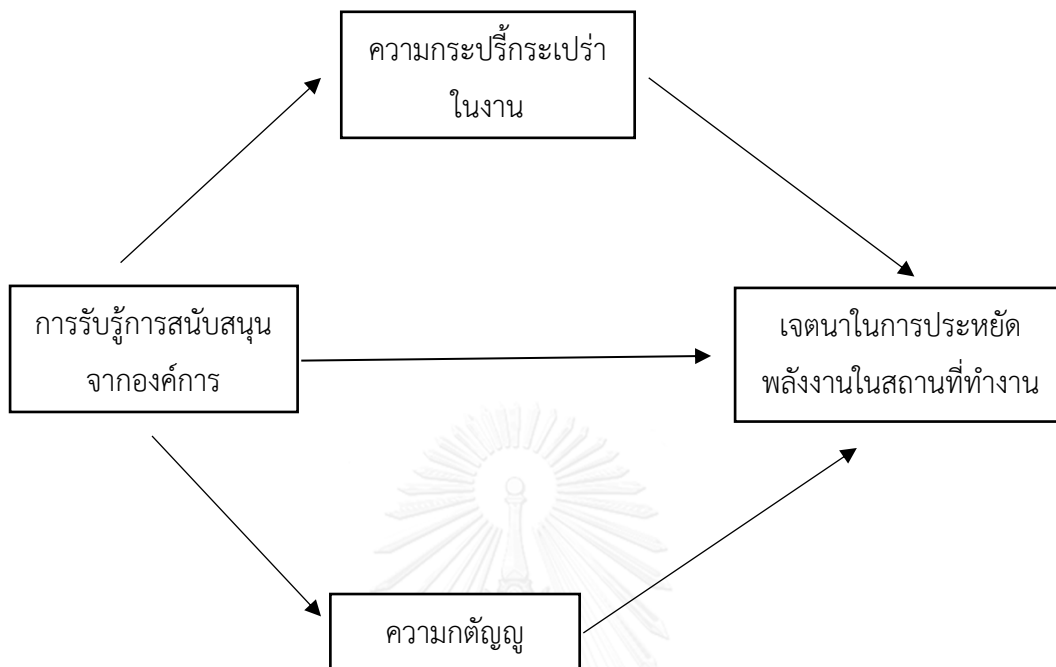 ความกระปรี้กระเปร่า
ในงาน
การรับรู้การสนับสนุน
จากองค์การ
เจตนาในการประหยัด
พลังงานในสถานที่ทำงาน
ความกตัญญู